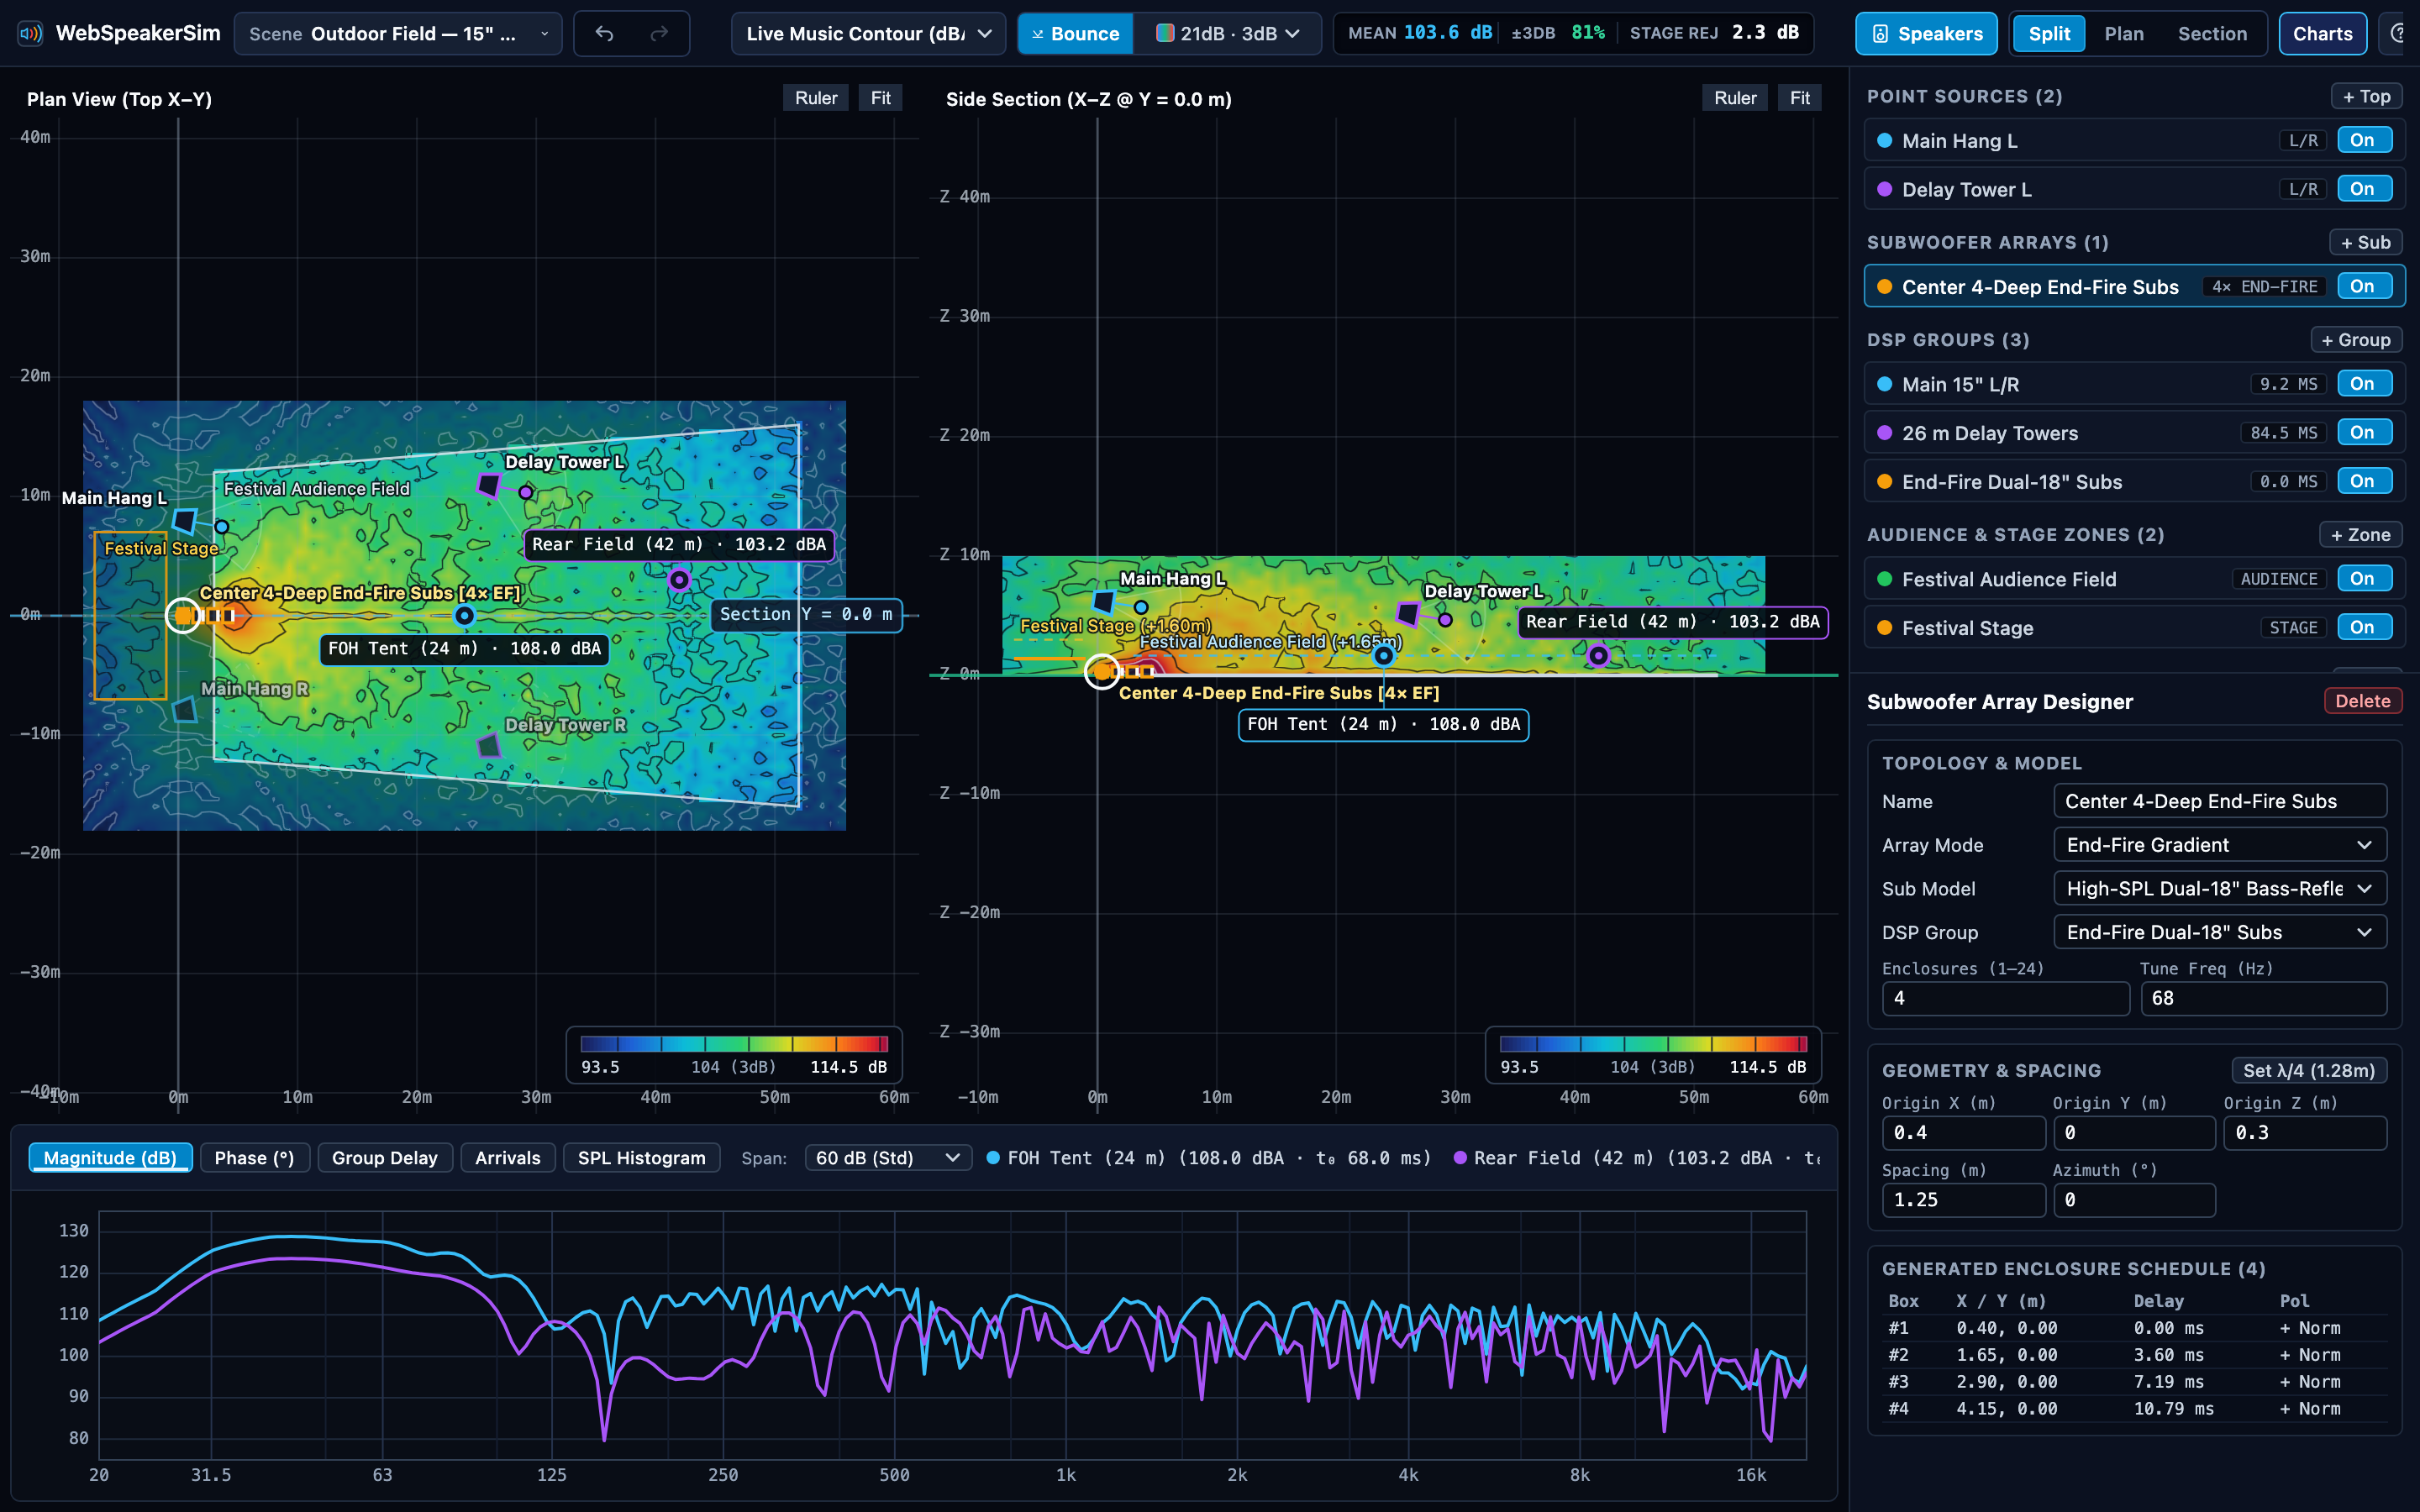 WebSpeakerSim
Scene Outdoor Field — 15" ...
Live Music Contour (dB
Bounce
21dB · 3dB
MEAN 103.6 dB
±3DB 81%
STAGE REJ 2.3 dB
Speakers
Split
Plan
Section
Charts
Plan View (Top X–Y)
Ruler
Fit
40m
30m
20m
10m
0m
−10m
−20m
−30m
−40m
−10m
0m
10m
20m
30m
40m
50m
60m
Delay Tower L
Festival Audience Field
Main Hang L
Festival Stage
Rear Field (42 m) · 103.2 dBA
Center 4-Deep End-Fire Subs [4× EF]
Section Y = 0.0 m
FOH Tent (24 m) · 108.0 dBA
Main Hang R
Delay Tower R
93.5
104 (3dB)
114.5 dB
Side Section (X–Z @ Y = 0.0 m)
Ruler
Fit
Z 40m
Z 30m
Z 20m
Z 10m
Z 0m
Z −10m
Z −20m
Z −30m
−10m
0m
10m
20m
30m
40m
50m
60m
Main Hang L
Delay Tower L
Festival Stage (+1.60m)
Rear Field (42 m) · 103.2 dBA
Festival Audience Field (+1.65m)
Center 4-Deep End-Fire Subs [4× EF]
FOH Tent (24 m) · 108.0 dBA
93.5
104 (3dB)
114.5 dB
Magnitude (dB)
Phase (°)
Group Delay
Arrivals
SPL Histogram
Span:
60 dB (Std)
FOH Tent (24 m) (108.0 dBA · t₀ 68.0 ms)
Rear Field (42 m) (103.2 dBA ·
130
120
110
100
90
80
20
31.5
63
125
250
500
1k
2k
4k
8k
16k
POINT SOURCES (2)
+ Top
Main Hang L
L/R
On
Delay Tower L
L/R
On
SUBWOOFER ARRAYS (1)
+ Sub
Center 4-Deep End-Fire Subs
4× END-FIRE
On
DSP GROUPS (3)
+ Group
Main 15" L/R
9.2 MS
On
26 m Delay Towers
84.5 MS
On
End-Fire Dual-18" Subs
0.0 MS
On
AUDIENCE & STAGE ZONES (2)
+ Zone
Festival Audience Field
AUDIENCE
On
Festival Stage
STAGE
On
Subwoofer Array Designer
Delete
TOPOLOGY & MODEL
Name
Center 4-Deep End-Fire Subs
Array Mode
End-Fire Gradient
Sub Model
High-SPL Dual-18" Bass-Refle
DSP Group
End-Fire Dual-18" Subs
Enclosures (1–24)
Tune Freq (Hz)
4
68
GEOMETRY & SPACING
Set λ/4 (1.28m)
Origin X (m)
Origin Y (m)
Origin Z (m)
0.4
0
0.3
Spacing (m)
Azimuth (°)
1.25
0
GENERATED ENCLOSURE SCHEDULE (4)
Box X / Y (m) Delay Pol
#1 0.40, 0.00 0.00 ms + Norm
#2 1.65, 0.00 3.60 ms + Norm
#3 2.90, 0.00 7.19 ms + Norm
#4 4.15, 0.00 10.79 ms + Norm